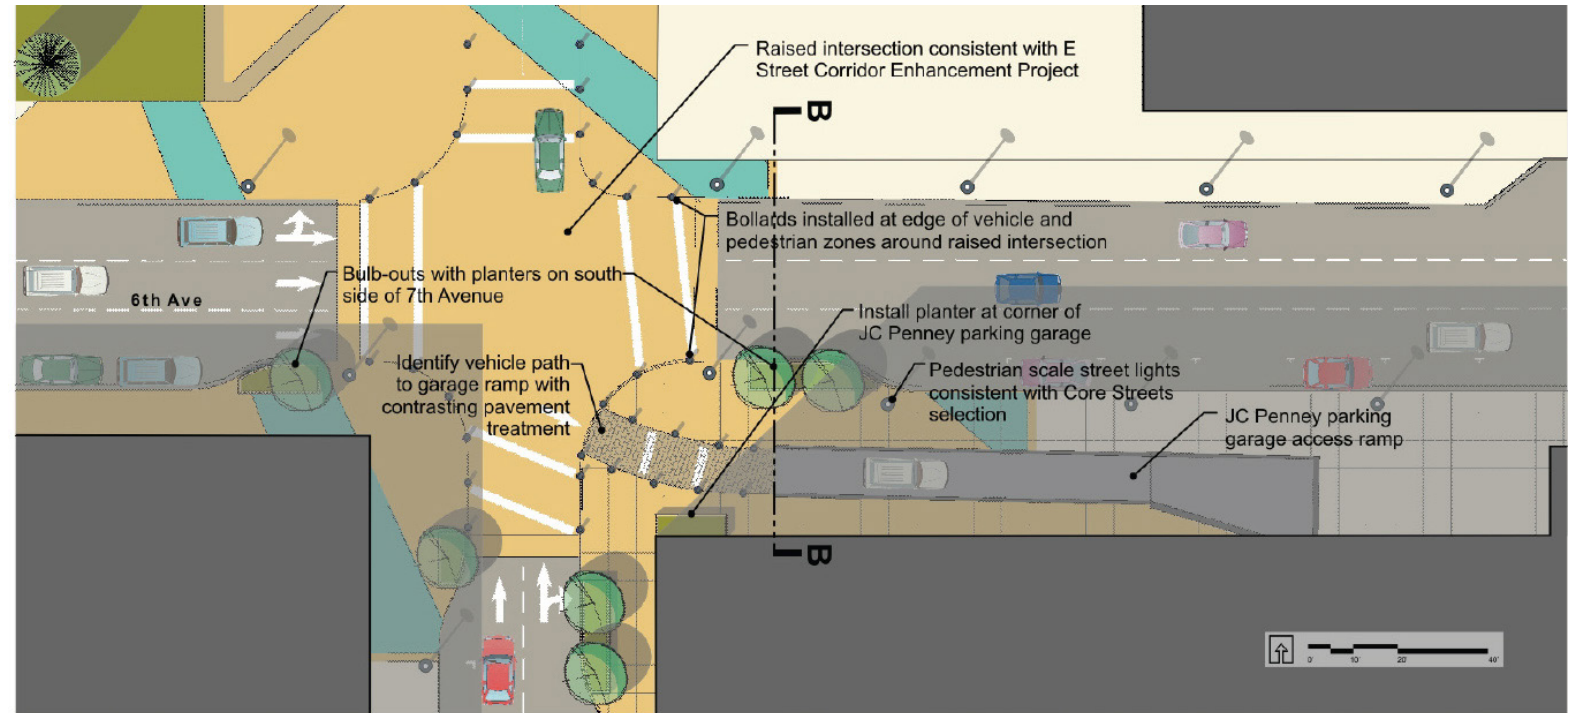 Raised intersection consistent with E
Street Corridor Enhancement Project
B
Bollards installed at edge of vehicle and
pedestrian zones around raised intersection
Bulb-outs with planters on south
side of 7th Avenue
6th Ave
Install planter at corner of
JC Penney parking garage
Identify vehicle path
to garage ramp with
contrasting pavement
treatment
Pedestrian scale street lights
consistent with Core Streets
selection
JC Penney parking
garage access ramp
B
0' 10' 20' 40'